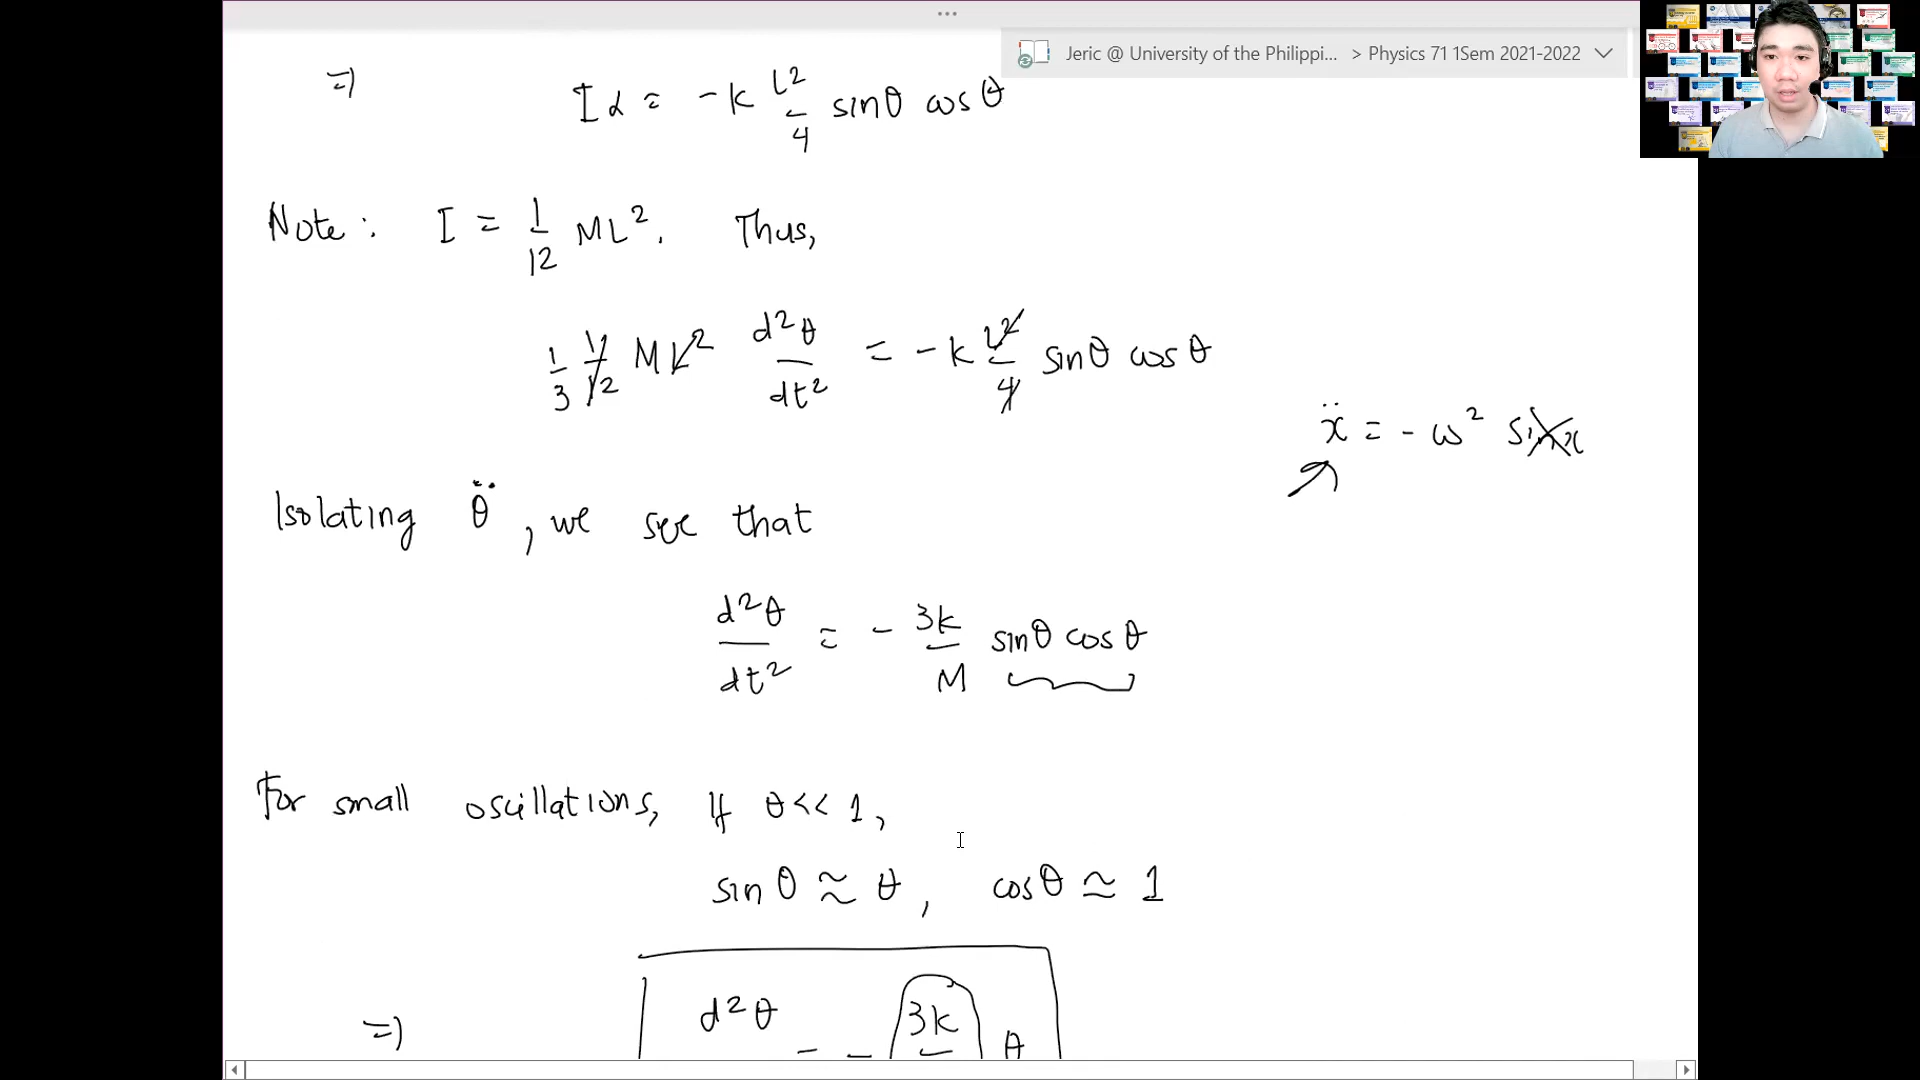 Jeric @ University of the Philippi... > Physics 71 1Sem 2021-2022
=> Iα = -k L²/4 sinθ cosθ
Note: I = 1/12 ML². Thus,
1/3 1/12 ML² d²θ/dt² = -k L²/4 sinθ cosθ
ẍ = -ω² sin x
Isolating θ̈, we see that
d²θ/dt² = - 3k/M sinθ cosθ
For small oscillations, If θ<<1,
sinθ ≈ θ, cosθ ≈ 1
=> d²θ = - 3k θ